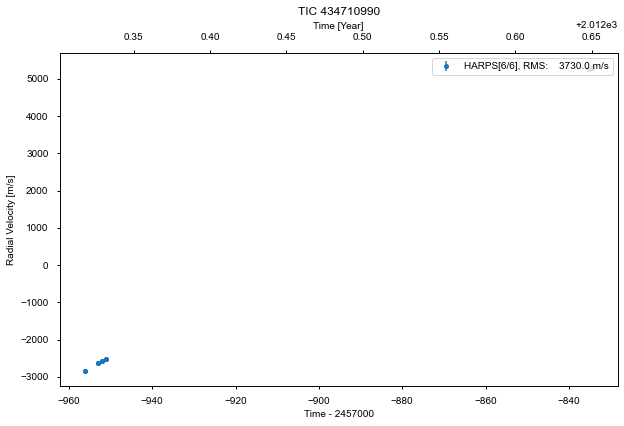 TIC 434710990
Time [Year]
+2.012e3
0.35 0.40 0.45 0.50 0.55 0.60 0.65
HARPS[6/6], RMS: 3730.0 m/s
5000
4000
3000
2000
1000
0
−1000
−2000
−3000
Radial Velocity [m/s]
−960 −940 −920 −900 −880 −860 −840
Time - 2457000